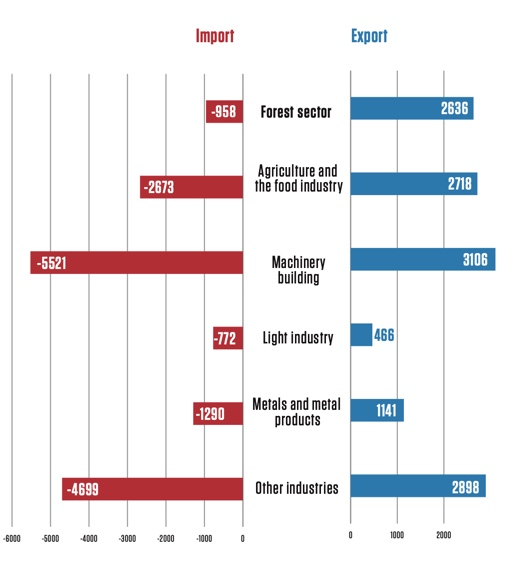 Import Export
-958 Forest sector 2636
Agriculture and
the food industry
-2673 2718
-5521 Machinery
building 3106
-772 Light industry 466
Metals and metal
products
-1290 1141
-4699 Other industries 2898
-6000 -5000 -4000 -3000 -2000 -1000 0 0 1000 2000